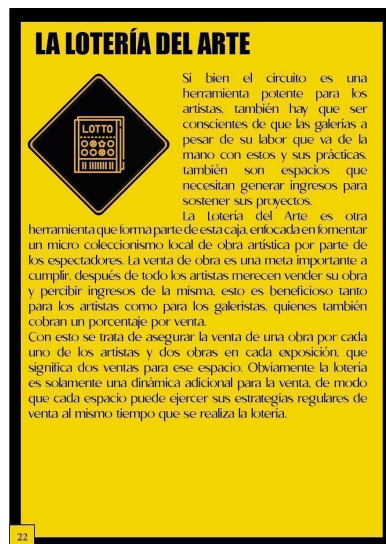 LA LOTERÍA DEL ARTE
LOTTO
Si bien el circuito es una
herramienta potente para los
artistas, también hay que ser
conscientes de que las galerías a
pesar de su labor que va de la
mano con estos y sus prácticas,
también son espacios que
necesitan generar ingresos para
sostener sus proyectos.
La Lotería del Arte es otra
herramienta que forma parte de esta caja, enfocada en fomentar
un micro coleccionismo local de obra artística por parte de
los espectadores. La venta de obra es una meta importante a
cumplir, después de todo los artistas merecen vender su obra
y percibir ingresos de la misma, esto es beneficioso tanto
para los artistas como para los galeristas, quienes también
cobran un porcentaje por venta.
Con esto se trata de asegurar la venta de una obra por cada
uno de los artistas y dos obras en cada exposición, que
significa dos ventas para ese espacio. Obviamente la lotería
es solamente una dinámica adicional para la venta, de modo
que cada espacio puede ejercer sus estrategias regulares de
venta al mismo tiempo que se realiza la lotería.
22